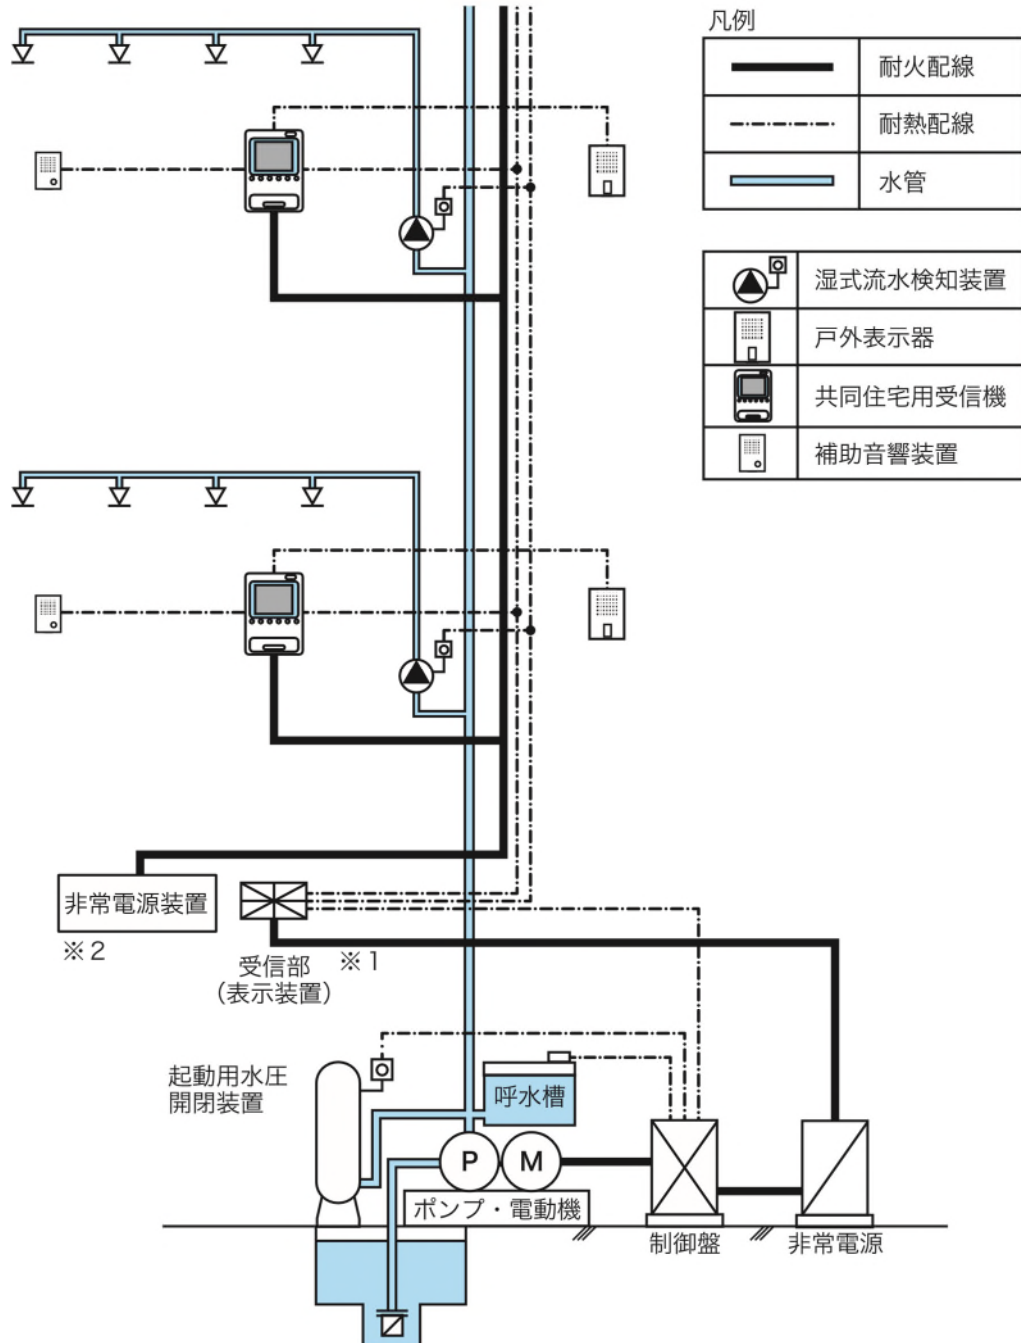 凡例
耐火配線
耐熱配線
水管
湿式流水検知装置
戸外表示器
共同住宅用受信機
補助音響装置
非常電源装置
※2
受信部
(表示装置)
※1
起動用水圧
開閉装置
呼水槽
P
M
ポンプ・電動機
制御盤
非常電源